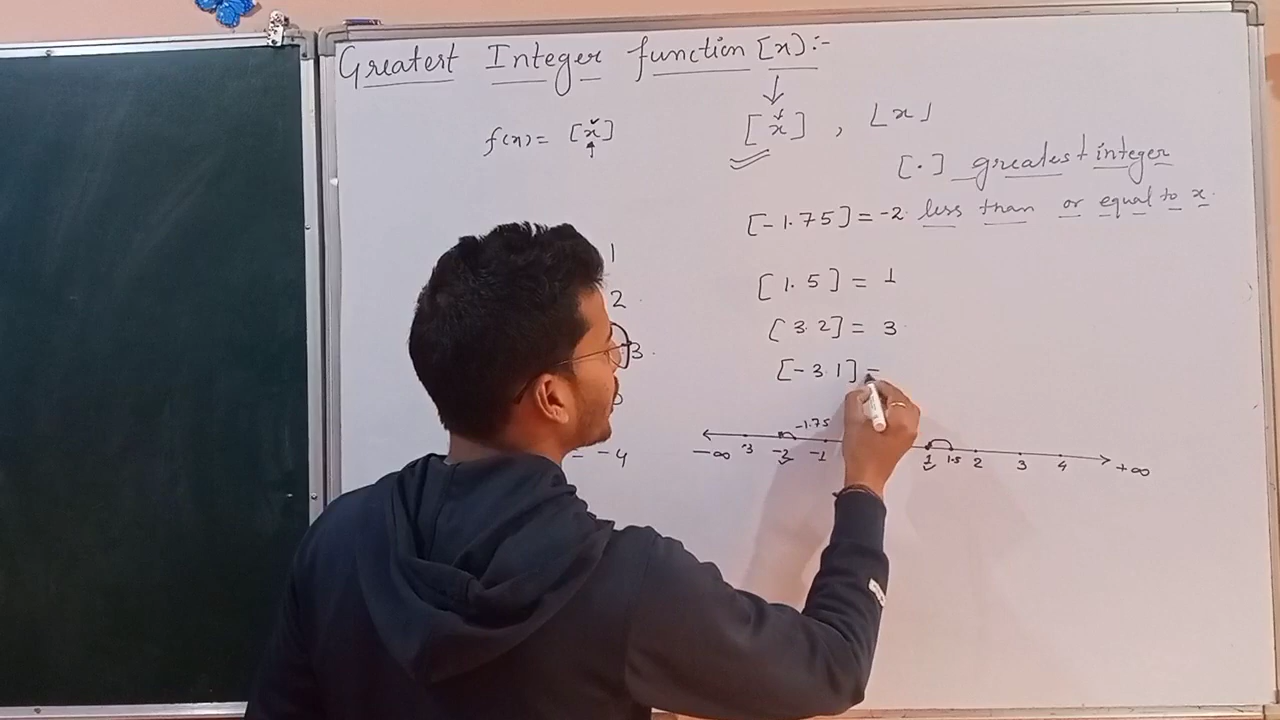 Greatest Integer function [x]:-
f(x) = [x]
[x] , ⌊x⌋
[.] greatest integer
less than or equal to x.
[-1.75] = -2
1
[1.5] = 1
2
[3.2] = 3
3
[-3.1] =
-4
-1.75
-∞ -3 -2 -1 1 1.5 2 3 4 +∞